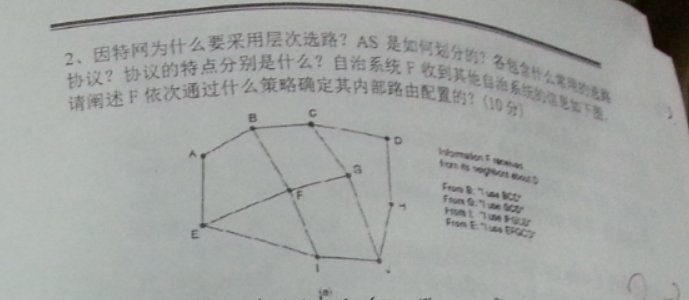 2、因特网为什么要采用层次选路？AS 是如何划分的？各包含什么常用的选路
协议？协议的特点分别是什么？自治系统 F 收到其他自治系统的信息如下图，
请阐述 F 依次通过什么策略确定其内部路由配置的？(10 分)
B
C
D
A
G
F
H
E
I
Information F receives
from its neighbors about D
From B: "I use BCD"
From G: "I use GCD"
From I: "I use
From E: "I use EFGCD"
(a)